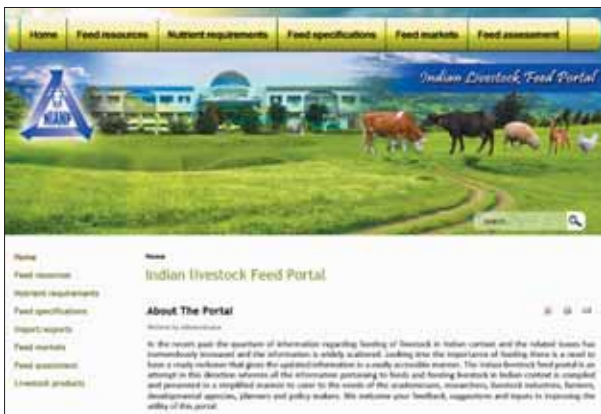 Home Feed resources Nutrient requirements Feed specifications Feed markets Feed assessment
Indian Livestock Feed Portal
NIANP
search...
Home
Feed resources
Nutrient requirements
Feed specifications
Import/exports
Feed markets
Feed assessment
Livestock products
Home
Indian livestock Feed Portal
About The Portal
Written by Administrator
In the recent past the quantum of information regarding feeding of livestock in Indian context and the related issues has
tremendously increased and the information is widely scattered. Looking into the importance of feeding there is a need to
have a ready reckoner that gives the updated information in a easily accessible manner. The Indian livestock feed portal is an
attempt in this direction wherein all the information pertaining to feeds and feeding livestock in Indian context is compiled
and presented in a simplified manner to cater to the needs of the academicians, researchers, livestock industries, farmers,
developmental agencies, planners and policy makers. We welcome your feedback, suggestions and inputs in improving the
utility of this portal